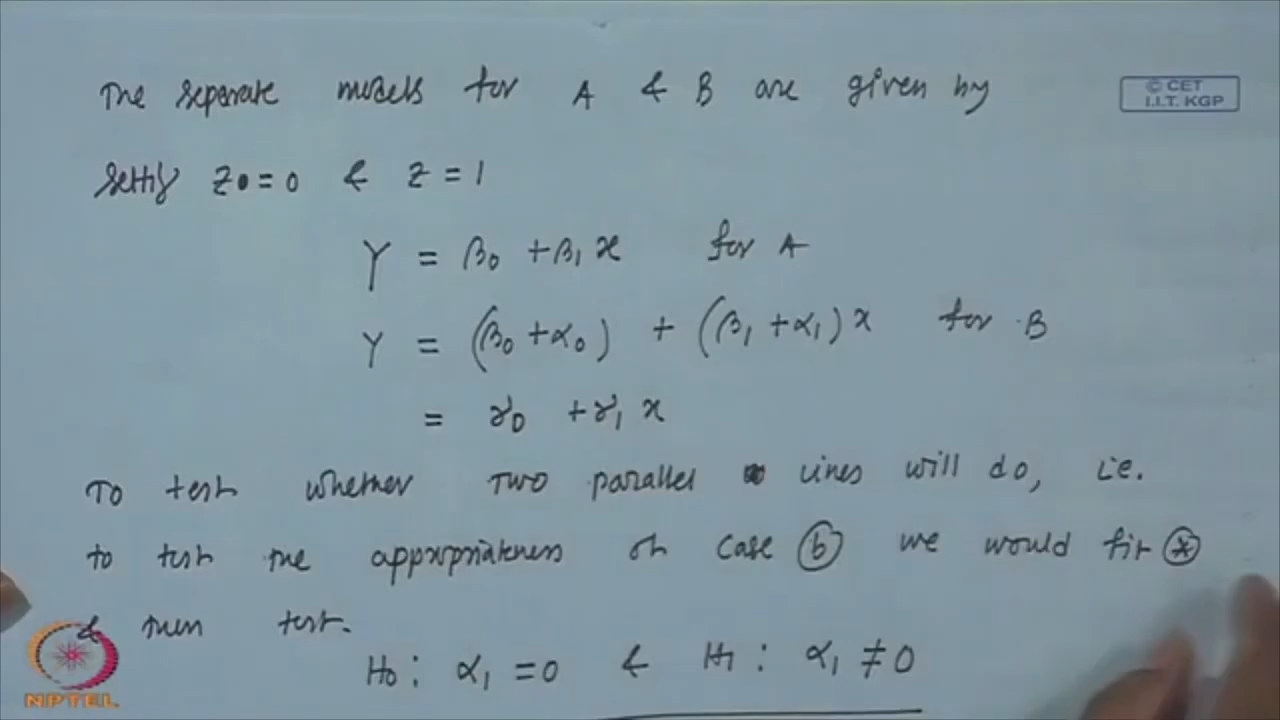 The separate models for A & B are given by
© CET
I.I.T. KGP
Z0 = 0 & Z = 1
Y = β0 + β1 x for A
Y = (β0 + α0) + (β1 + α1) x for B
= γ0 + γ1 x
To test whether two parallel lines will do, i.e.
to test the appropriateness of case ⓑ we would fit ⊛
& then test.
H0 : α1 = 0 & H1 : α1 ≠ 0
NPTEL